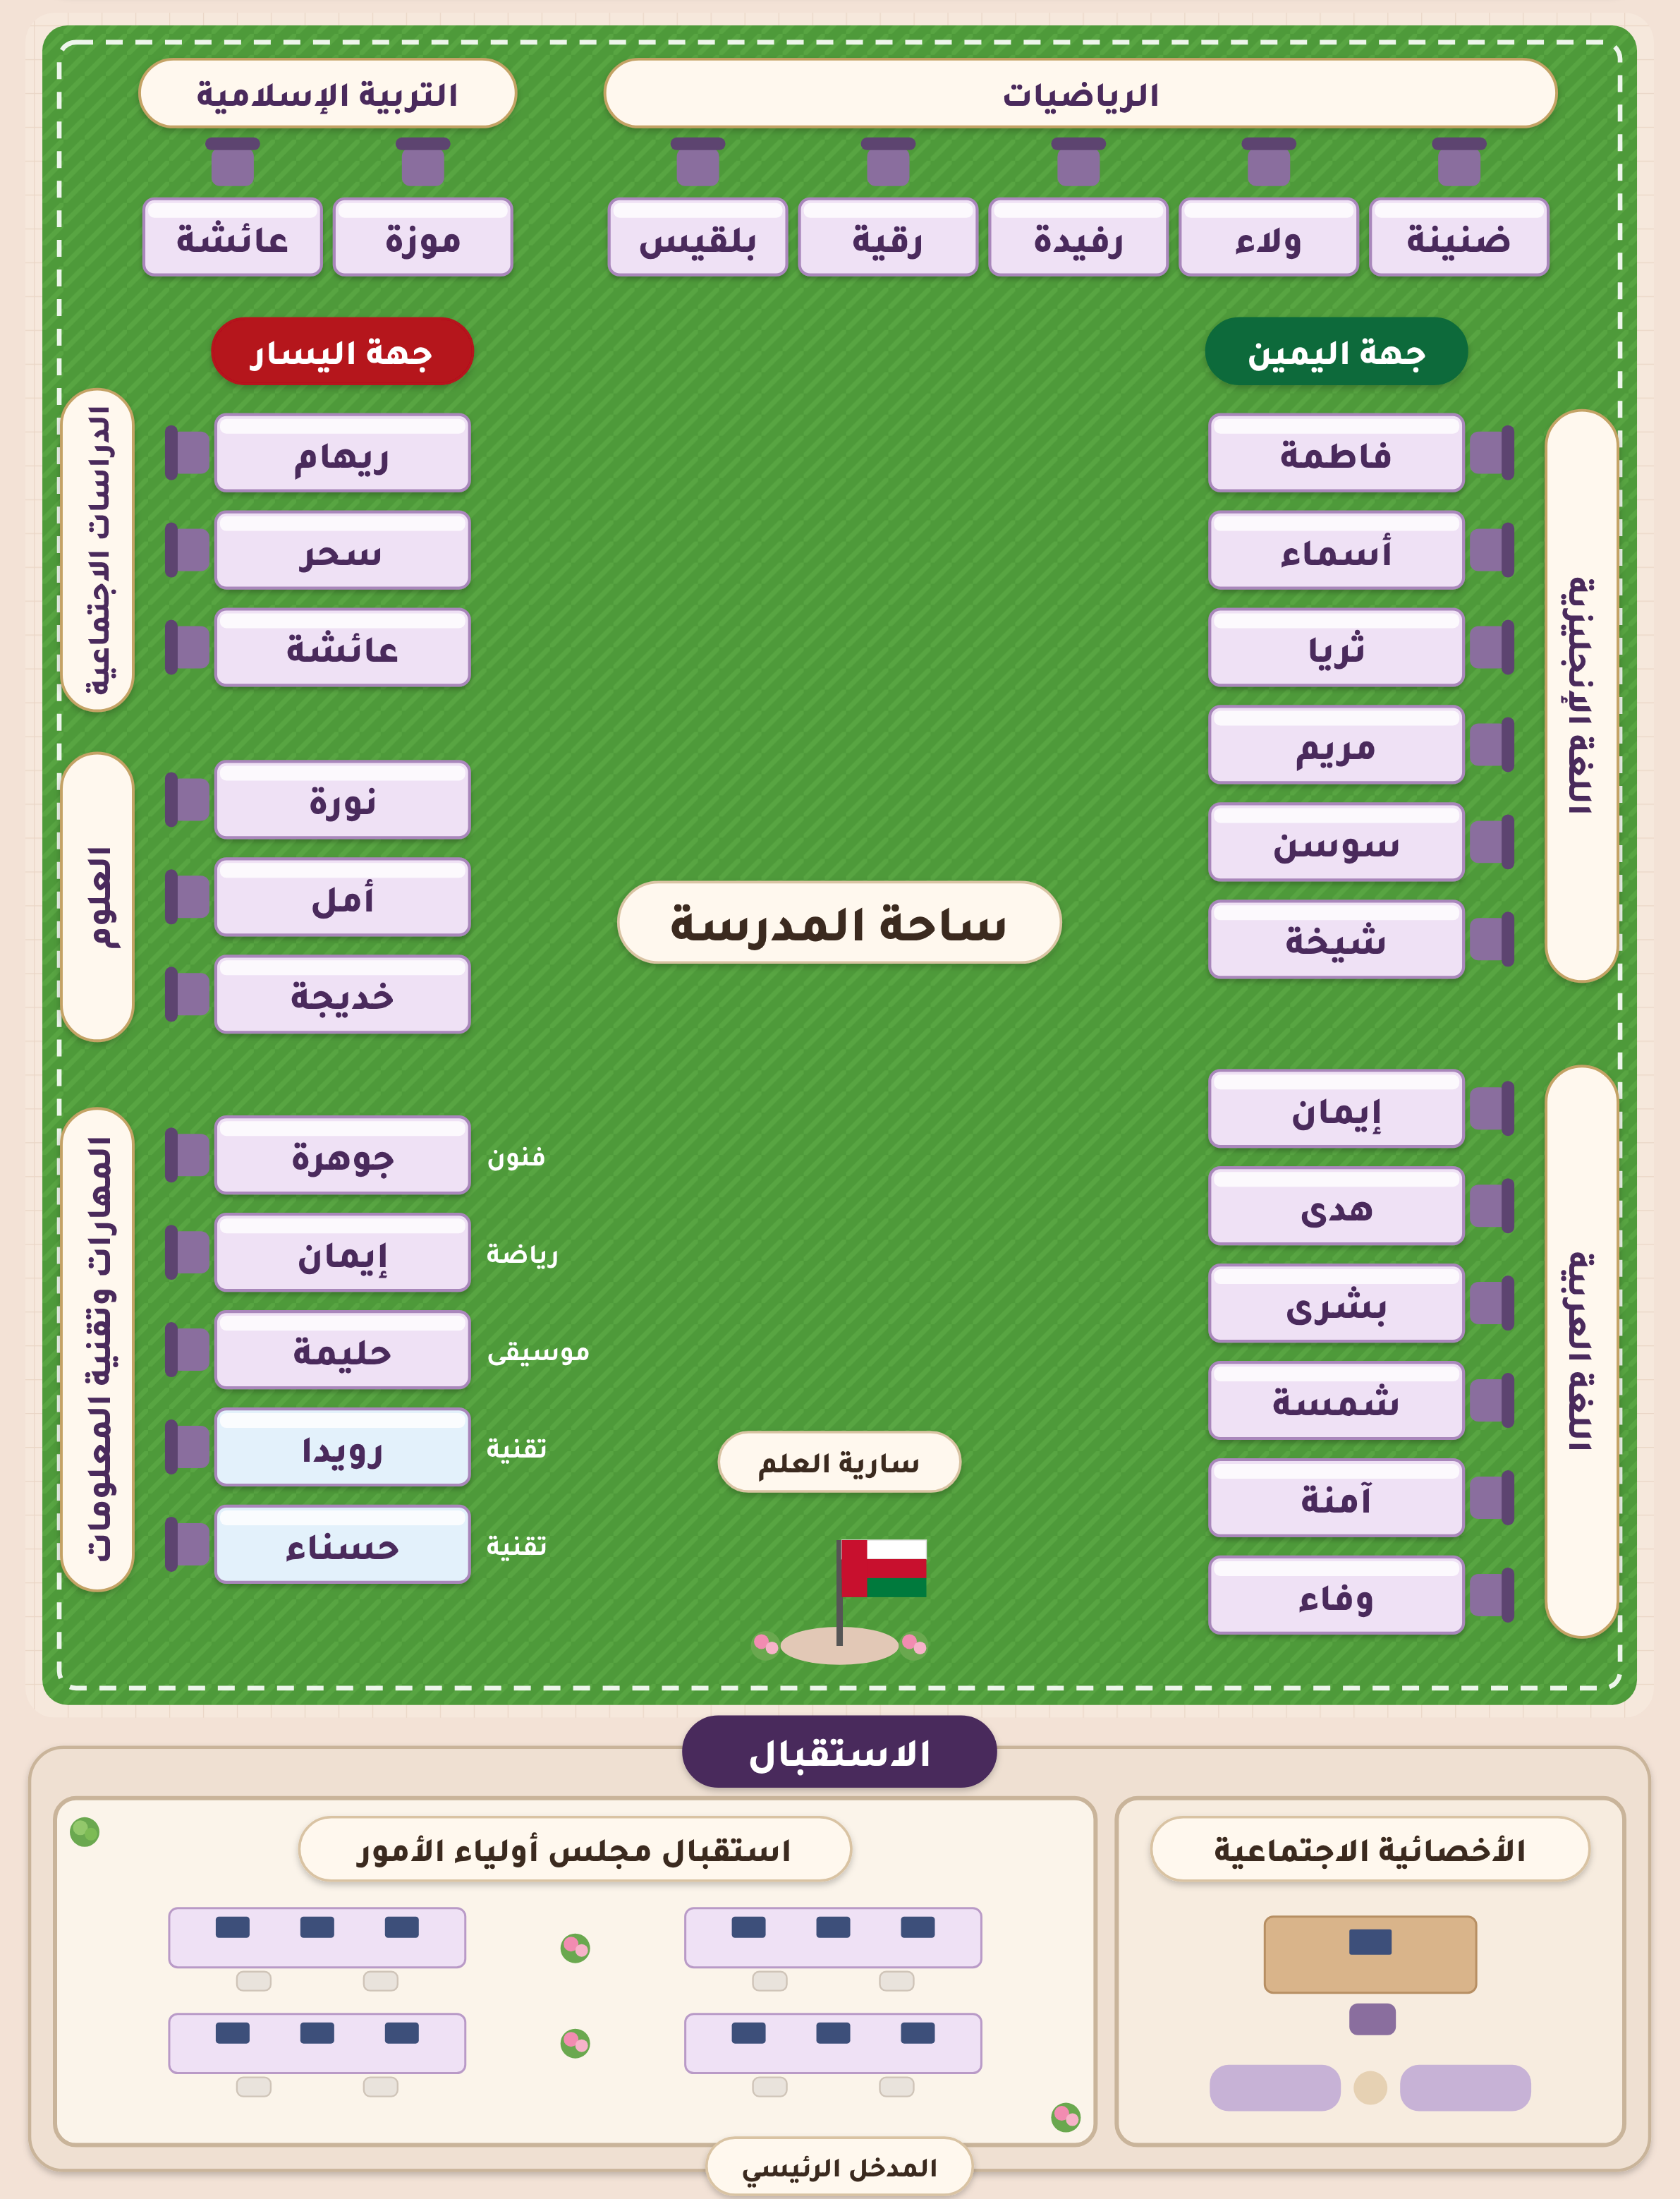 الرياضيات
التربية الإسلامية
ضنينة
ولاء
رفيدة
رقية
بلقيس
موزة
عائشة
جهة اليمين
جهة اليسار
اللغة الإنجليزية
فاطمة
أسماء
ثريا
مريم
سوسن
شيخة
اللغة العربية
إيمان
هدى
بشرى
شمسة
آمنة
وفاء
ساحة المدرسة
سارية العلم
الدراسات الاجتماعية
ريهام
سحر
عائشة
العلوم
نورة
أمل
خديجة
المهارات وتقنية المعلومات
جوهرة
فنون
إيمان
رياضة
حليمة
موسيقى
رويدا
تقنية
حسناء
تقنية
الاستقبال
الأخصائية الاجتماعية
استقبال مجلس أولياء الأمور
المدخل الرئيسي